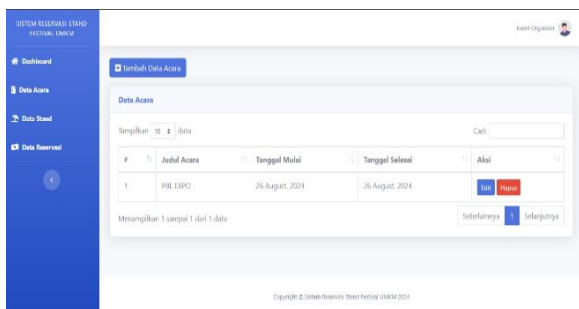 SISTEM RESERVASI STAND
FESTIVAL UMKM
Event Organizer
Dashboard
Data Acara
Data Stand
Data Reservasi
Tambah Data Acara
Data Acara
Tampilkan 10 data
Cari:
# Judul Acara Tanggal Mulai Tanggal Selesai Aksi
1 PBL EXPO 26 August, 2024 26 August, 2024 Edit Hapus
Menampilkan 1 sampai 1 dari 1 data
Sebelumnya 1 Selanjutnya
Copyright © Sistem Reservasi Stand Festival UMKM 2024